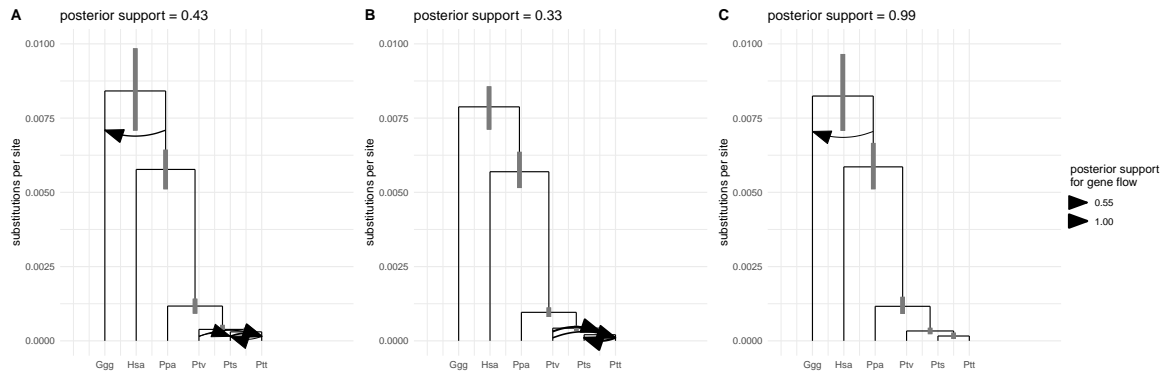 A
posterior support = 0.43
substitutions per site
0.0100
0.0075
0.0050
0.0025
0.0000
Ggg Hsa Ppa Ptv Pts Ptt
B
posterior support = 0.33
substitutions per site
0.0100
0.0075
0.0050
0.0025
0.0000
Ggg Hsa Ppa Ptv Pts Ptt
C
posterior support = 0.99
substitutions per site
0.0100
0.0075
0.0050
0.0025
0.0000
Ggg Hsa Ppa Ptv Pts Ptt
posterior support
for gene flow
0.55
1.00